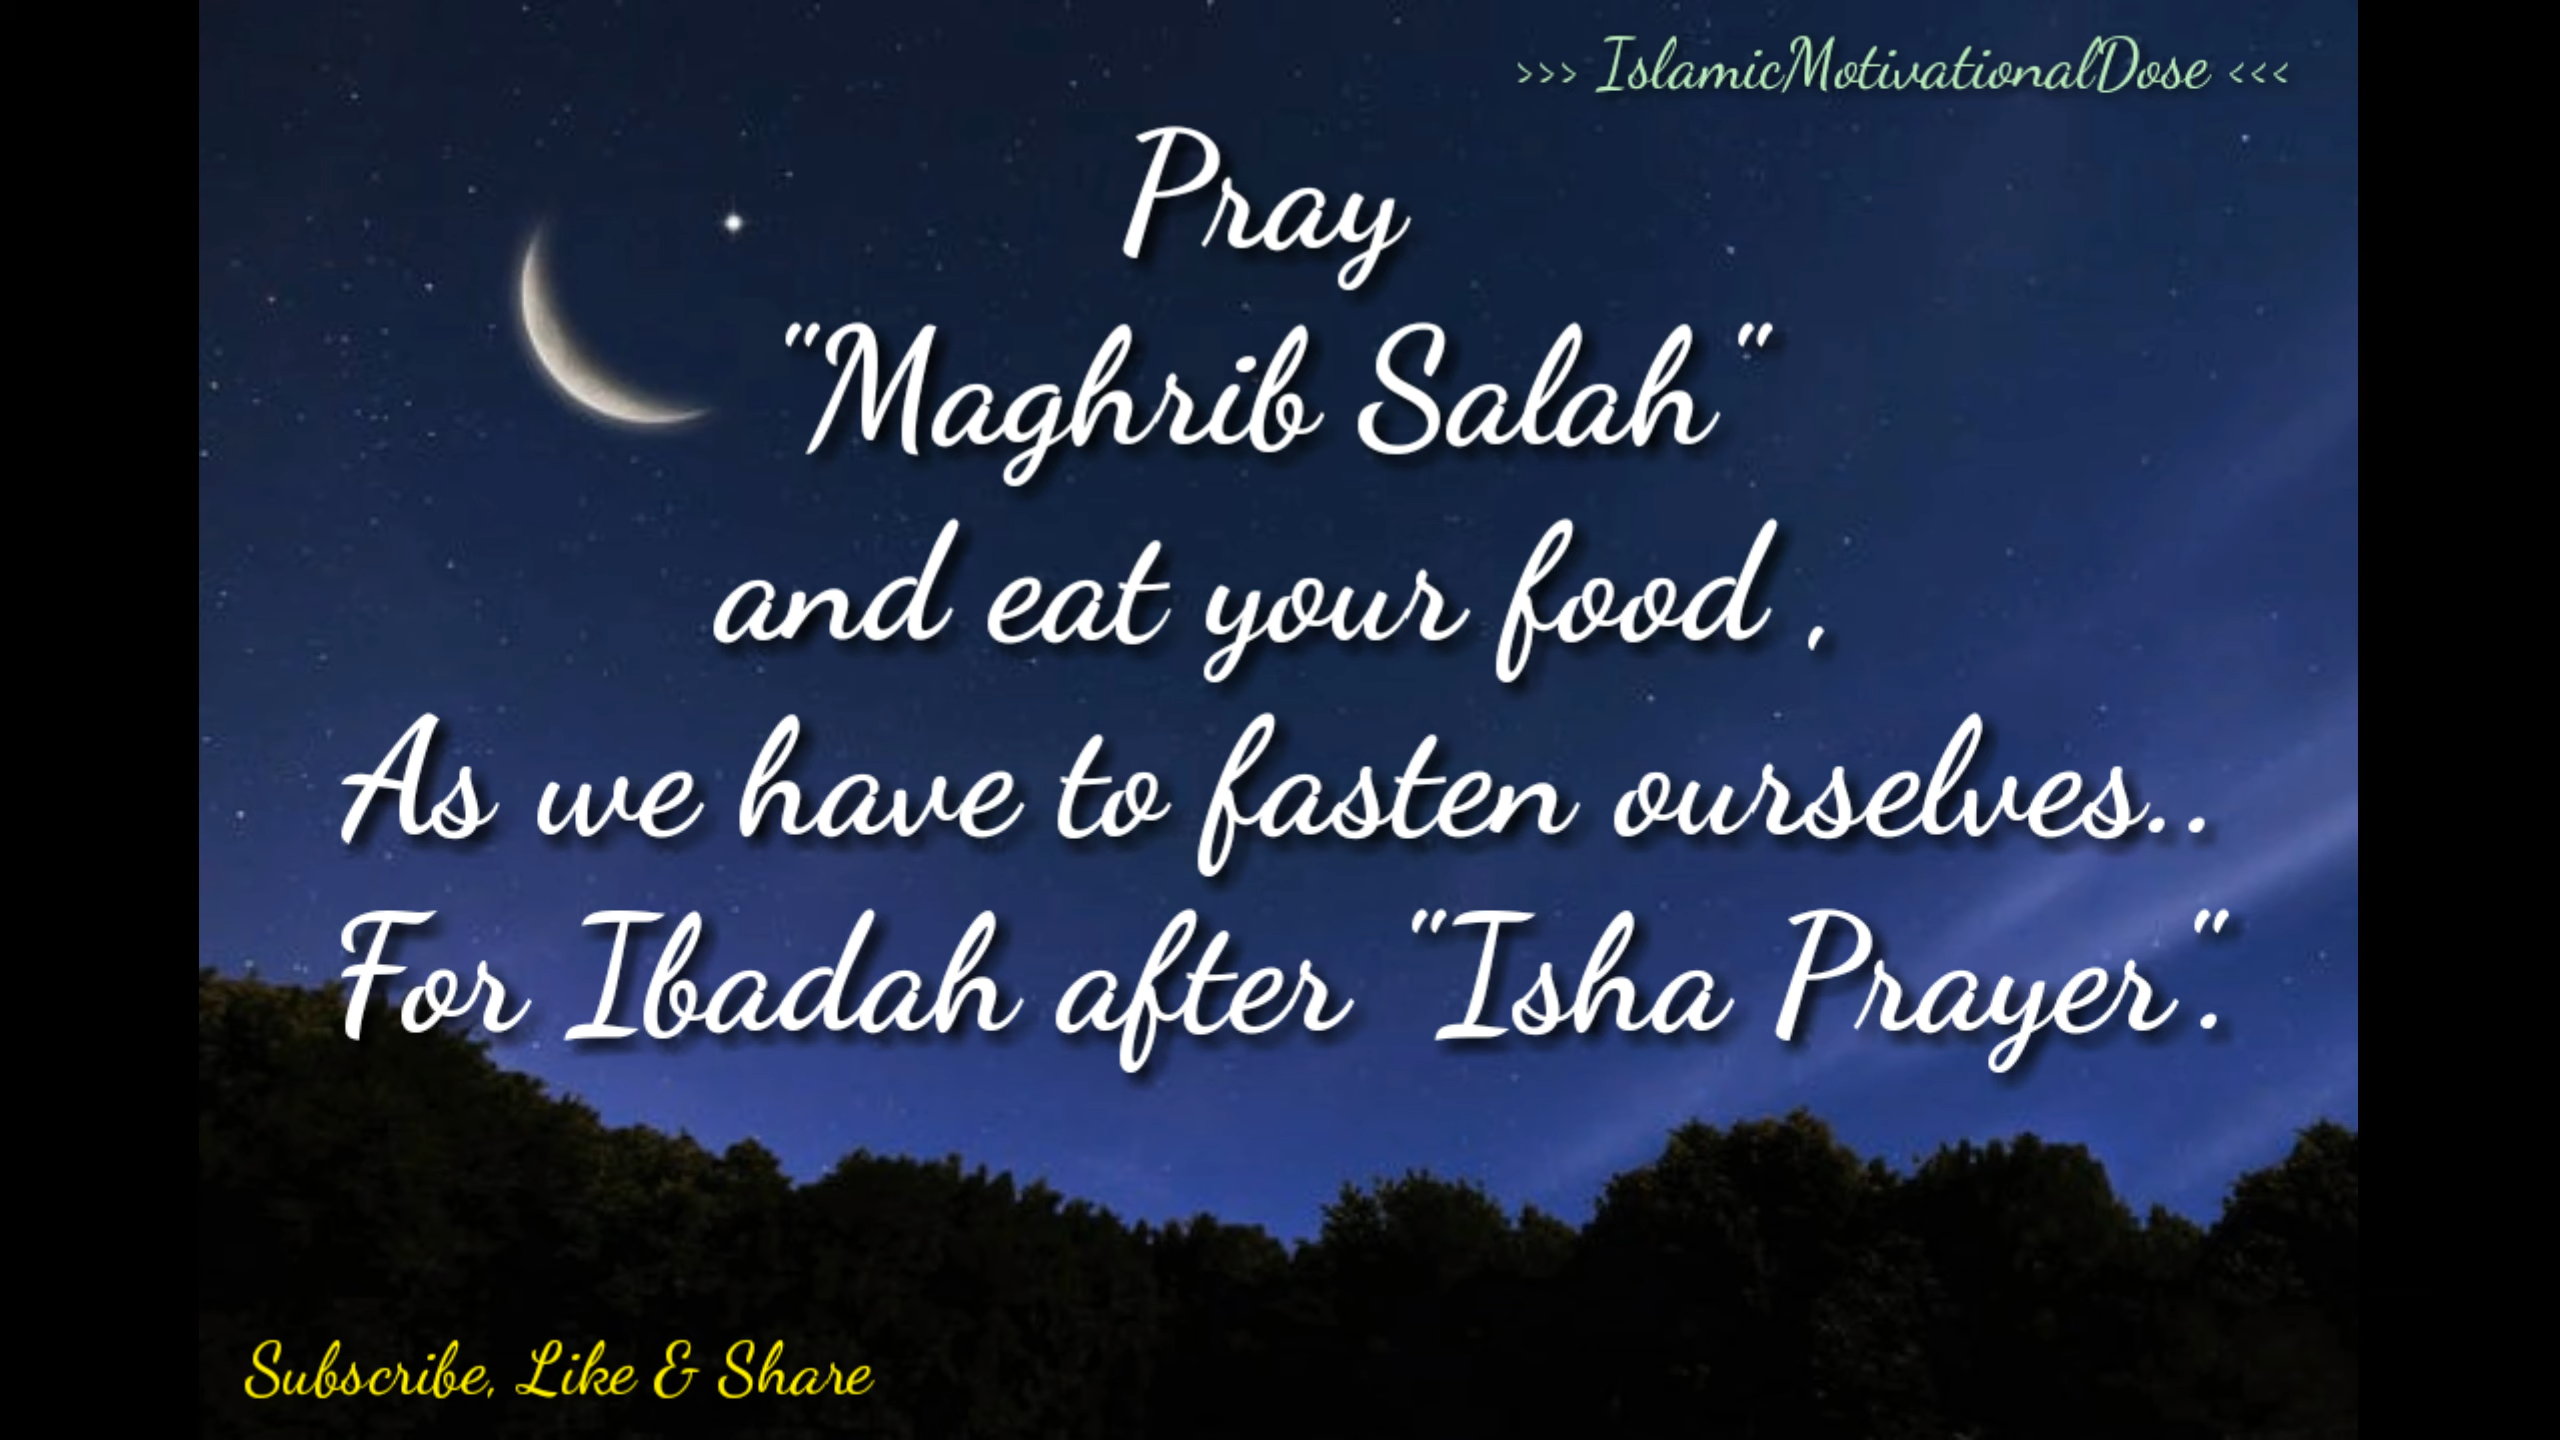 >>> IslamicMotivationalDose <<<
Pray
"Maghrib Salah"
and eat your food ,
As we have to fasten ourselves..
For Ibadah after "Isha Prayer".
Subscribe, Like & Share